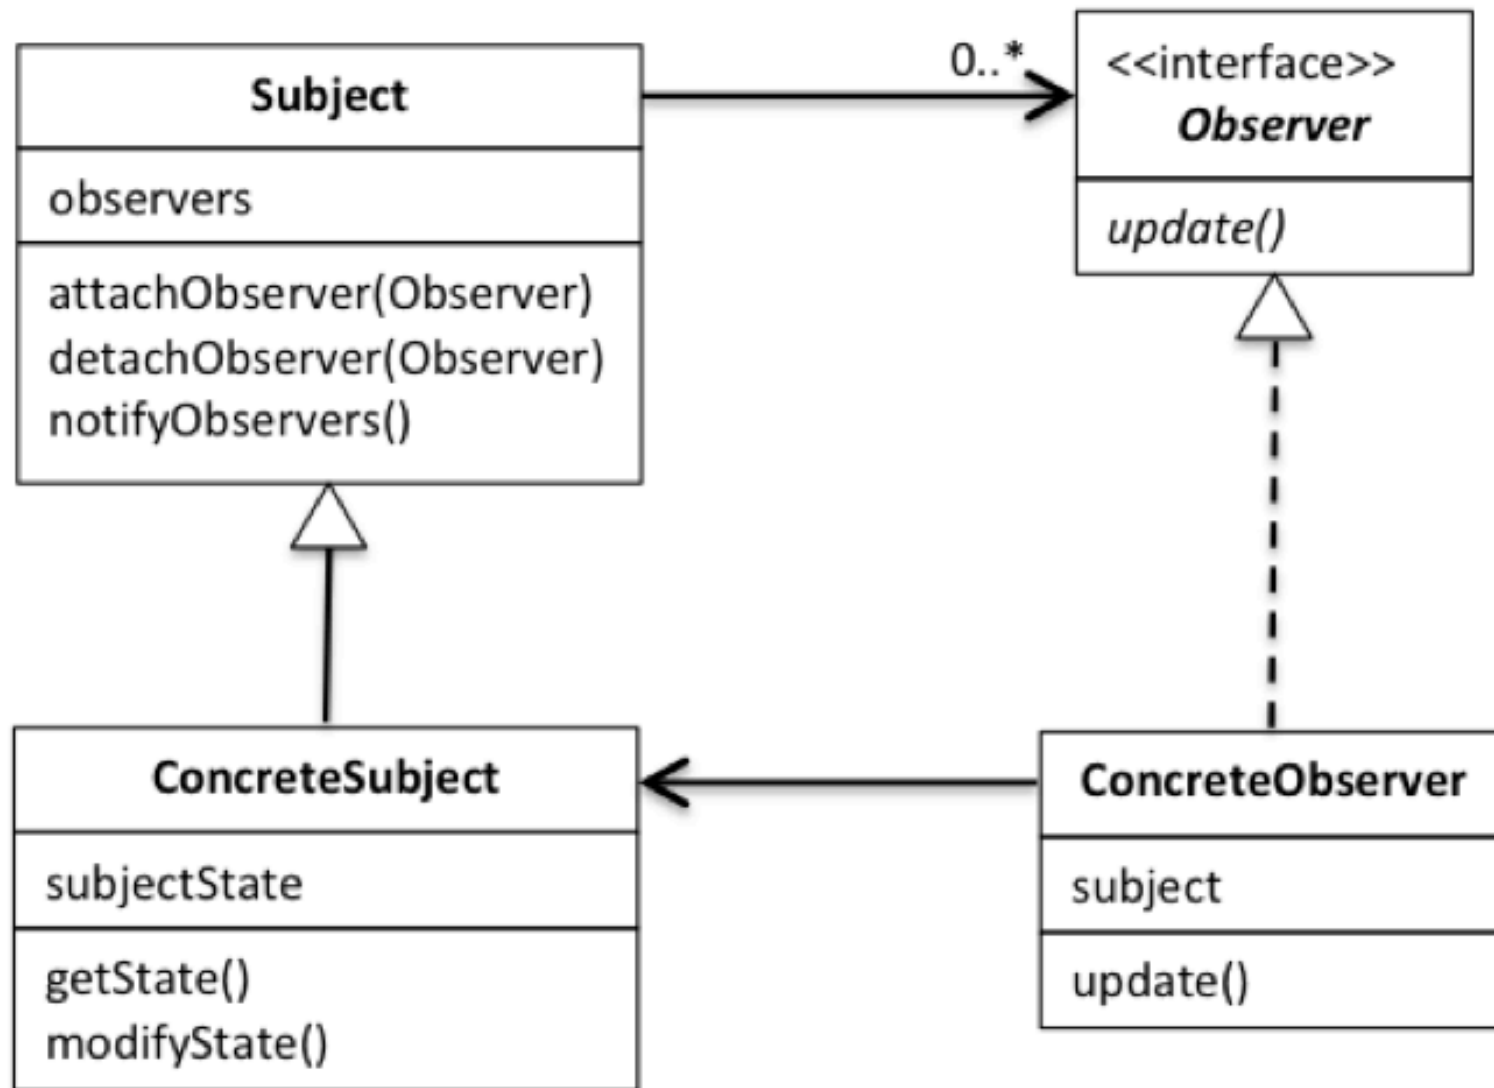 Subject
observers
attachObserver(Observer)
detachObserver(Observer)
notifyObservers()
0..*
<<interface>>
Observer
update()
ConcreteSubject
subjectState
getState()
modifyState()
ConcreteObserver
subject
update()